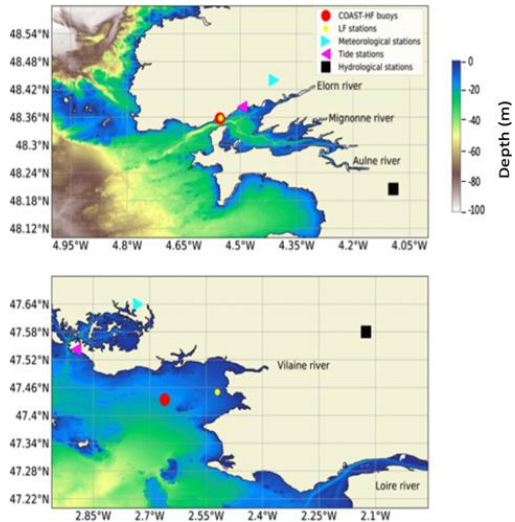 COAST-HF buoys
LF stations
Meteorological stations
Tide stations
Hydrological stations
48.54°N
48.48°N
48.42°N
48.36°N
48.3°N
48.24°N
48.18°N
48.12°N
Elorn river
Mignonne river
Aulne river
4.95°W 4.8°W 4.65°W 4.5°W 4.35°W 4.2°W 4.05°W
0
-20
-40
-60
-80
-100
Depth (m)
47.64°N
47.58°N
47.52°N
47.46°N
47.4°N
47.34°N
47.28°N
47.22°N
Vilaine river
Loire river
2.85°W 2.7°W 2.55°W 2.4°W 2.25°W 2.1°W